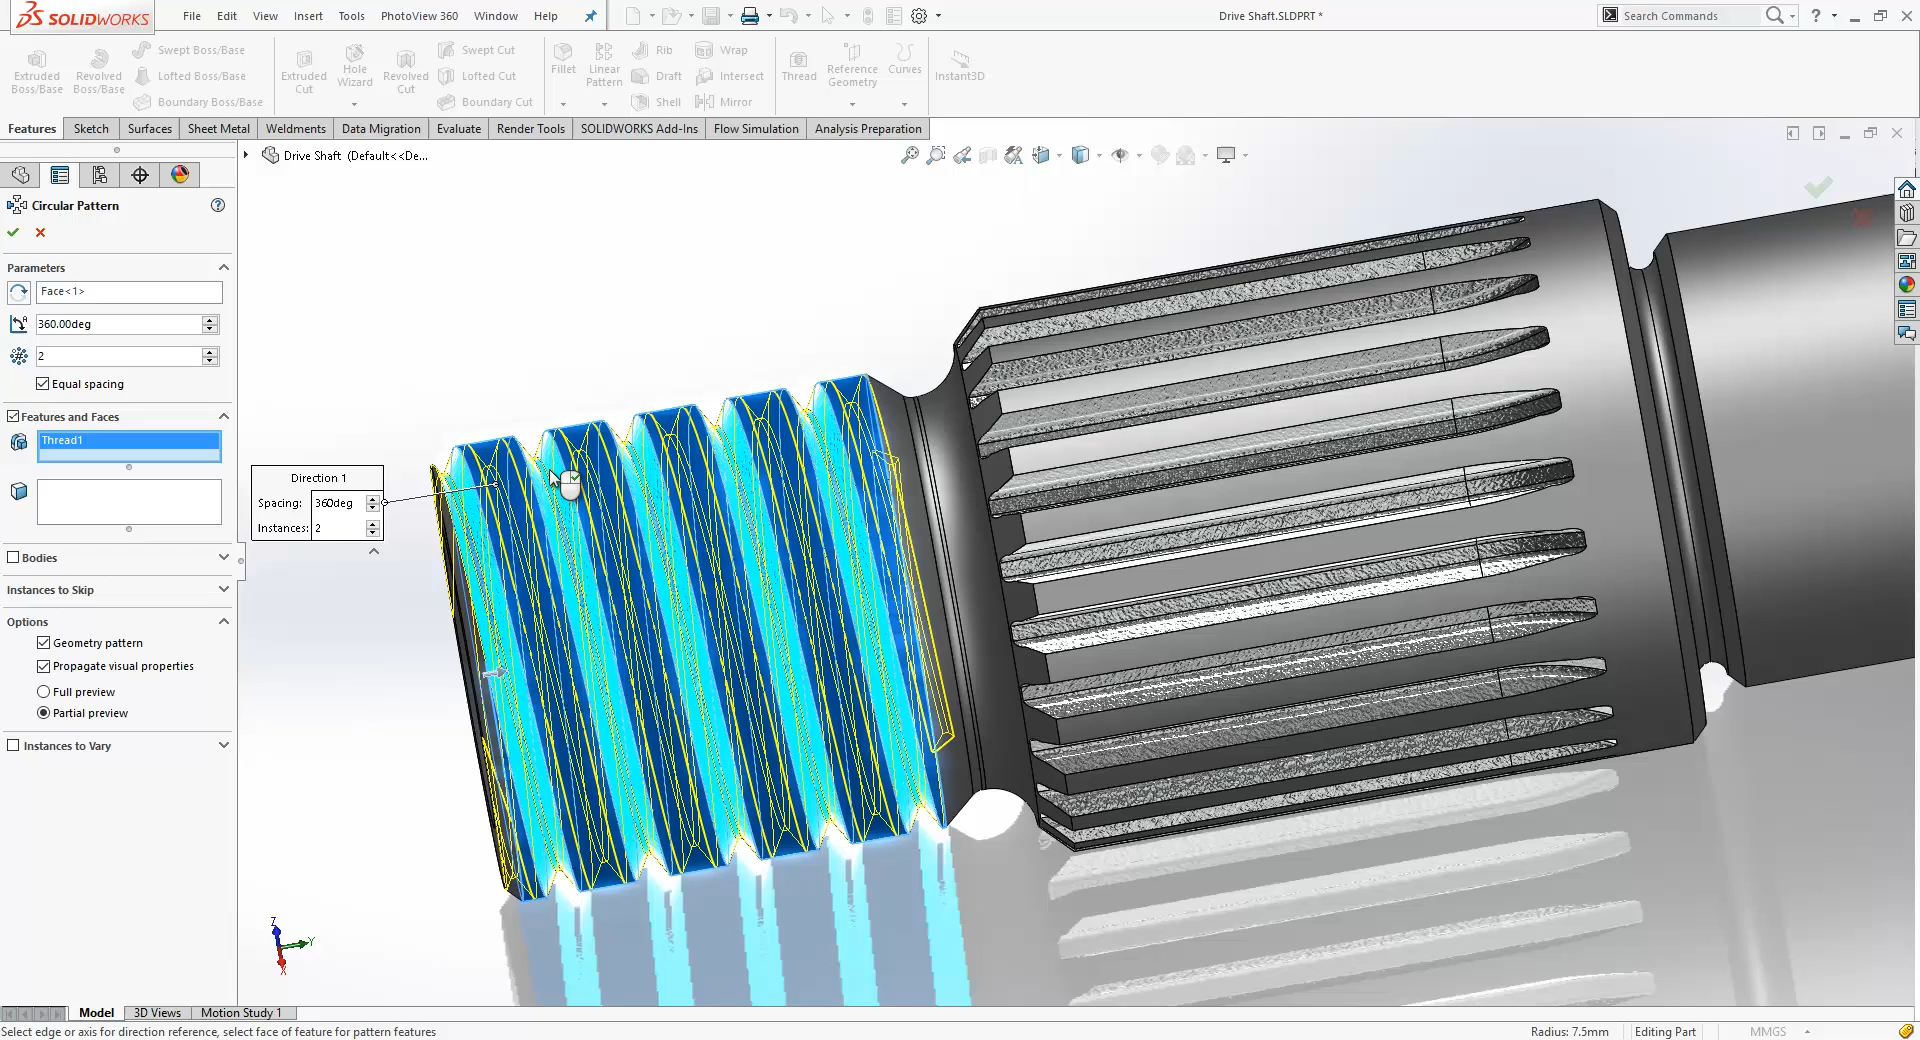 SOLIDWORKS
File Edit View Insert Tools PhotoView 360 Window Help
Drive Shaft.SLDPRT *
Search Commands
?
Extruded Boss/Base
Revolved Boss/Base
Swept Boss/Base
Lofted Boss/Base
Boundary Boss/Base
Extruded Cut
Hole Wizard
Revolved Cut
Swept Cut
Lofted Cut
Boundary Cut
Fillet
Linear Pattern
Rib
Draft
Shell
Wrap
Intersect
Mirror
Thread
Reference Geometry
Curves
Instant3D
Features Sketch Surfaces Sheet Metal Weldments Data Migration Evaluate Render Tools SOLIDWORKS Add-Ins Flow Simulation Analysis Preparation
Drive Shaft (Default<<De...
Circular Pattern
?
Parameters
Face<1>
360.00deg
2
Equal spacing
Features and Faces
Thread1
Bodies
Instances to Skip
Options
Geometry pattern
Propagate visual properties
Full preview
Partial preview
Instances to Vary
Direction 1
Spacing: 360deg
Instances: 2
Z
Y
X
Model 3D Views Motion Study 1
Select edge or axis for direction reference, select face of feature for pattern features
Radius: 7.5mm Editing Part MMGS